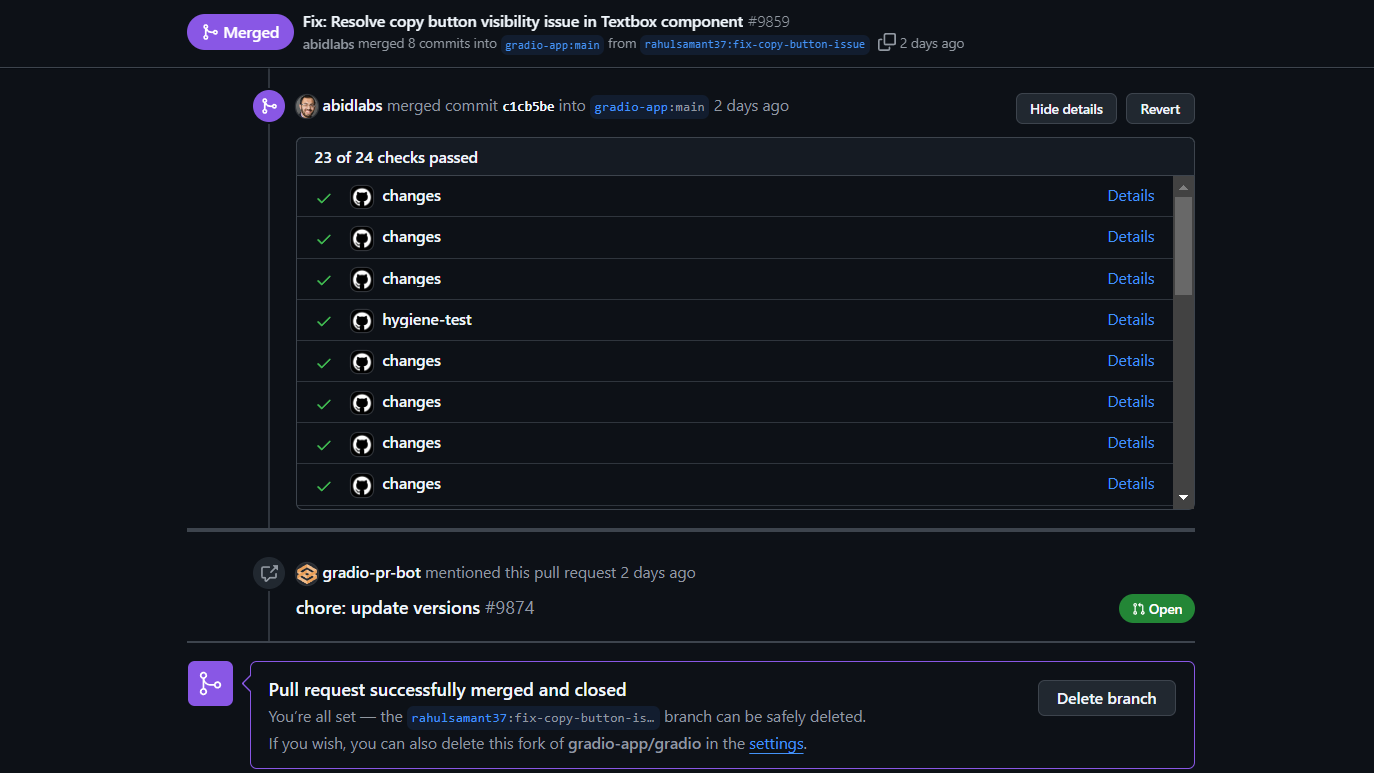 Merged
Fix: Resolve copy button visibility issue in Textbox component #9859
abidlabs merged 8 commits into gradio-app:main from rahulsamant37:fix-copy-button-issue 2 days ago
abidlabs merged commit c1cb5be into gradio-app:main 2 days ago
Hide details
Revert
23 of 24 checks passed
changes Details
changes Details
changes Details
hygiene-test Details
changes Details
changes Details
changes Details
changes Details
gradio-pr-bot mentioned this pull request 2 days ago
chore: update versions #9874
Open
Pull request successfully merged and closed
You're all set — the rahulsamant37:fix-copy-button-is… branch can be safely deleted.
If you wish, you can also delete this fork of gradio-app/gradio in the settings.
Delete branch